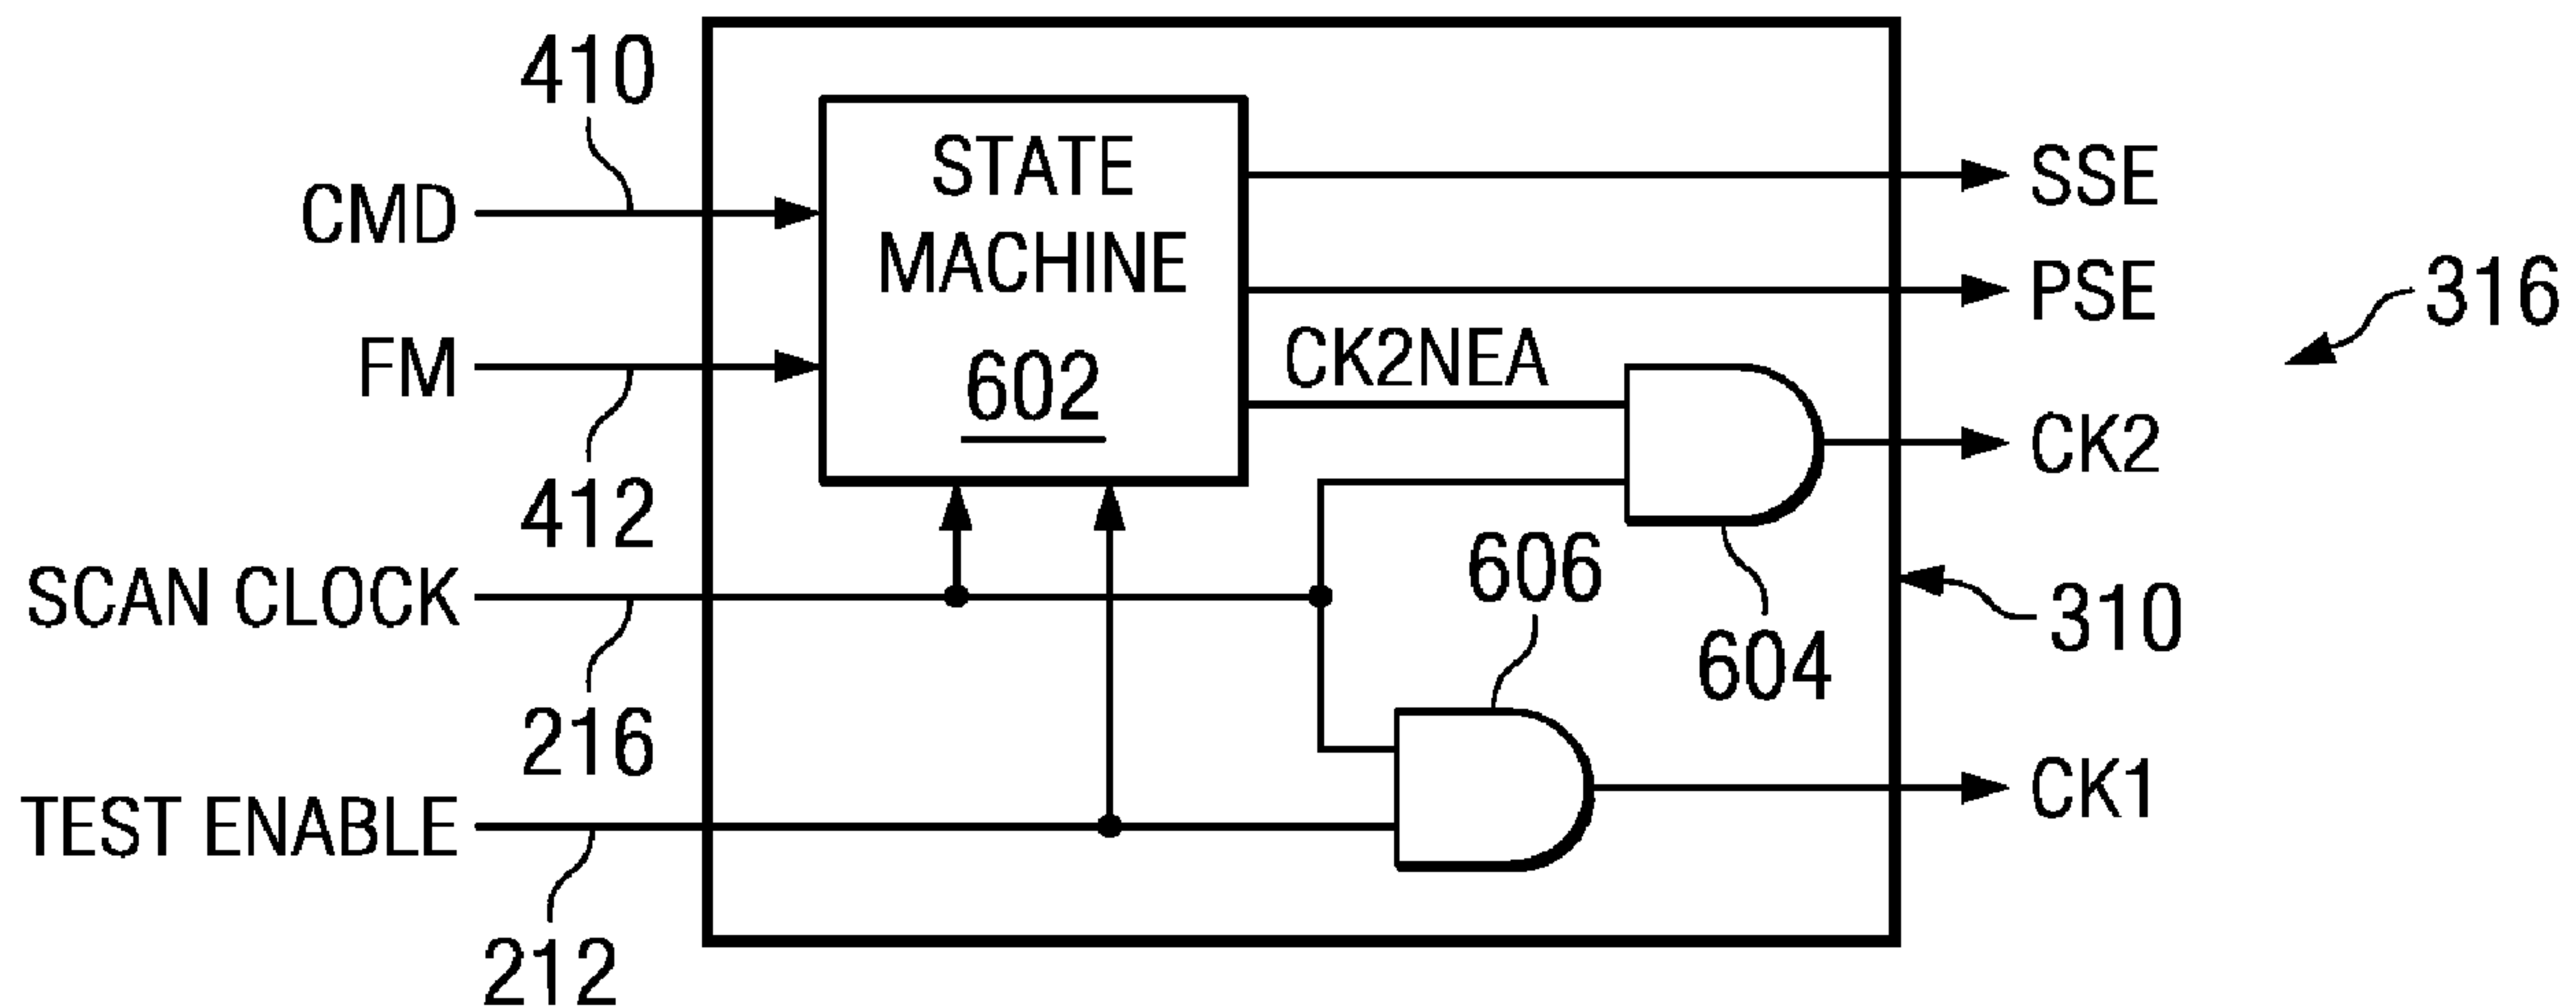 410
CMD
FM
412
SCAN CLOCK
216
TEST ENABLE
212
STATE
MACHINE
602
CK2NEA
606
604
SSE
PSE
CK2
CK1
316
310